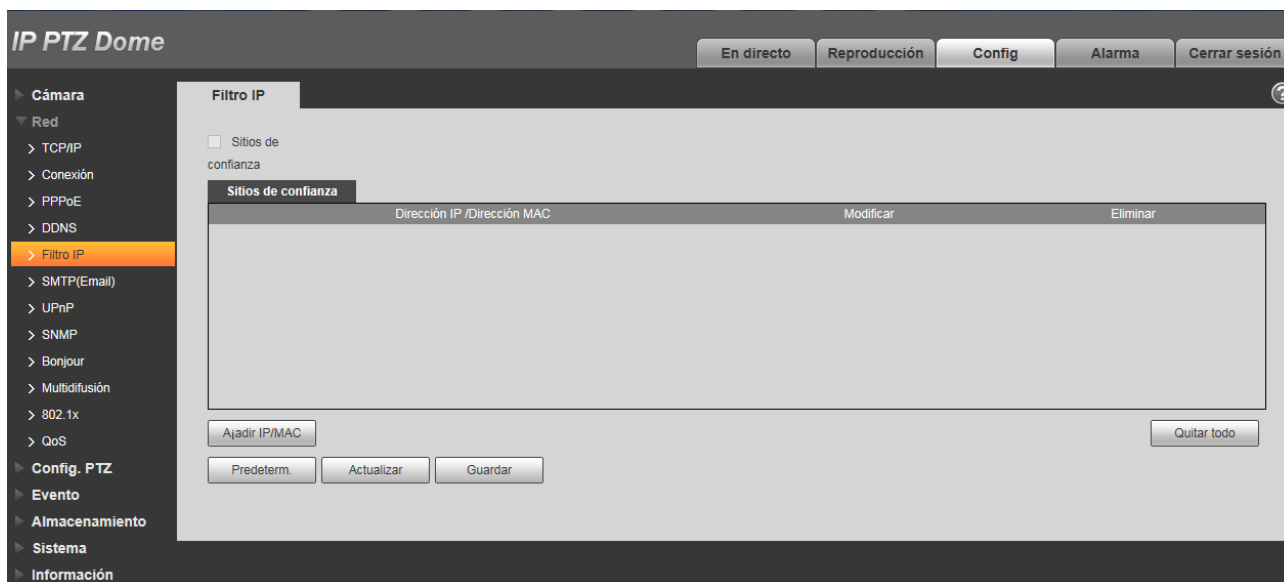 IP PTZ Dome
En directo Reproducción Config Alarma Cerrar sesión
Cámara
Red
TCP/IP
Conexión
PPPoE
DDNS
Filtro IP
SMTP(Email)
UPnP
SNMP
Bonjour
Multidifusión
802.1x
QoS
Config. PTZ
Evento
Almacenamiento
Sistema
Información
Filtro IP
?
Sitios de
confianza
Sitios de confianza
Dirección IP /Dirección MAC Modificar Eliminar
A¡adir IP/MAC Quitar todo
Predeterm. Actualizar Guardar